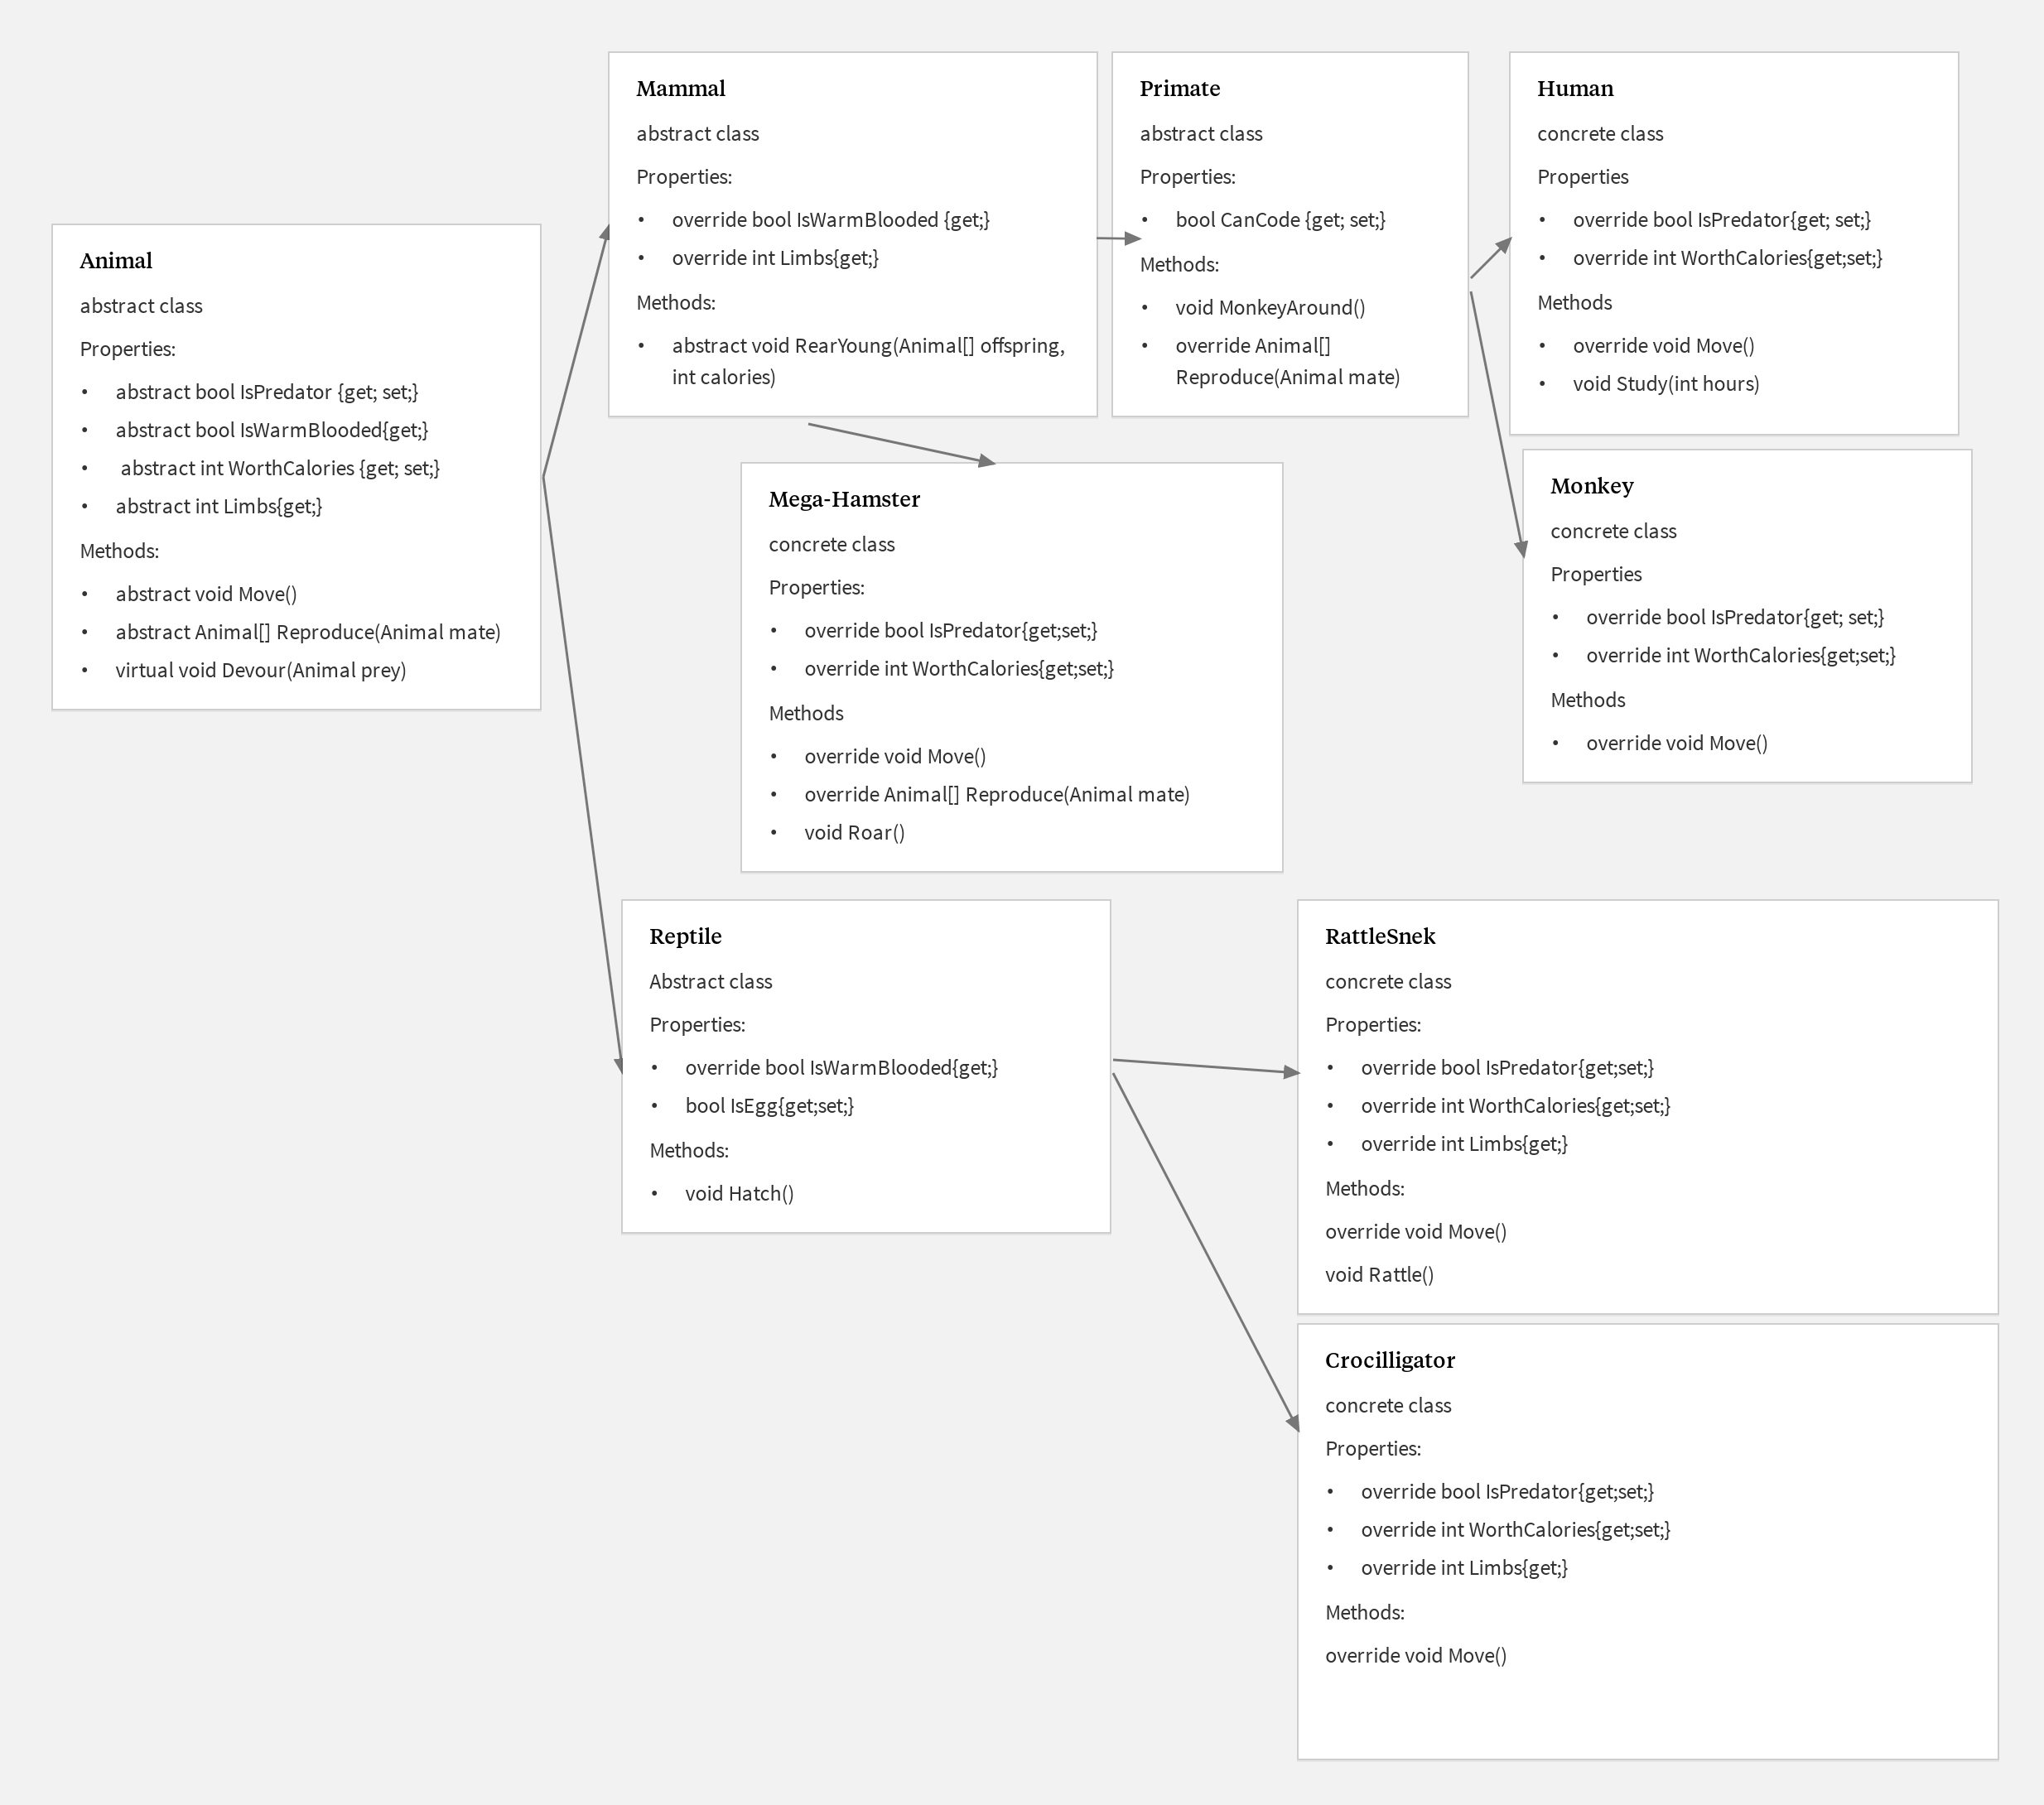 Animal
abstract class
Properties:
• abstract bool IsPredator {get; set;}
• abstract bool IsWarmBlooded{get;}
• abstract int WorthCalories {get; set;}
• abstract int Limbs{get;}
Methods:
• abstract void Move()
• abstract Animal[] Reproduce(Animal mate)
• virtual void Devour(Animal prey)
Mammal
abstract class
Properties:
• override bool IsWarmBlooded {get;}
• override int Limbs{get;}
Methods:
• abstract void RearYoung(Animal[] offspring,
int calories)
Primate
abstract class
Properties:
• bool CanCode {get; set;}
Methods:
• void MonkeyAround()
• override Animal[]
Reproduce(Animal mate)
Human
concrete class
Properties
• override bool IsPredator{get; set;}
• override int WorthCalories{get;set;}
Methods
• override void Move()
• void Study(int hours)
Mega-Hamster
concrete class
Properties:
• override bool IsPredator{get;set;}
• override int WorthCalories{get;set;}
Methods
• override void Move()
• override Animal[] Reproduce(Animal mate)
• void Roar()
Monkey
concrete class
Properties
• override bool IsPredator{get; set;}
• override int WorthCalories{get;set;}
Methods
• override void Move()
Reptile
Abstract class
Properties:
• override bool IsWarmBlooded{get;}
• bool IsEgg{get;set;}
Methods:
• void Hatch()
RattleSnek
concrete class
Properties:
• override bool IsPredator{get;set;}
• override int WorthCalories{get;set;}
• override int Limbs{get;}
Methods:
override void Move()
void Rattle()
Crocilligator
concrete class
Properties:
• override bool IsPredator{get;set;}
• override int WorthCalories{get;set;}
• override int Limbs{get;}
Methods:
override void Move()